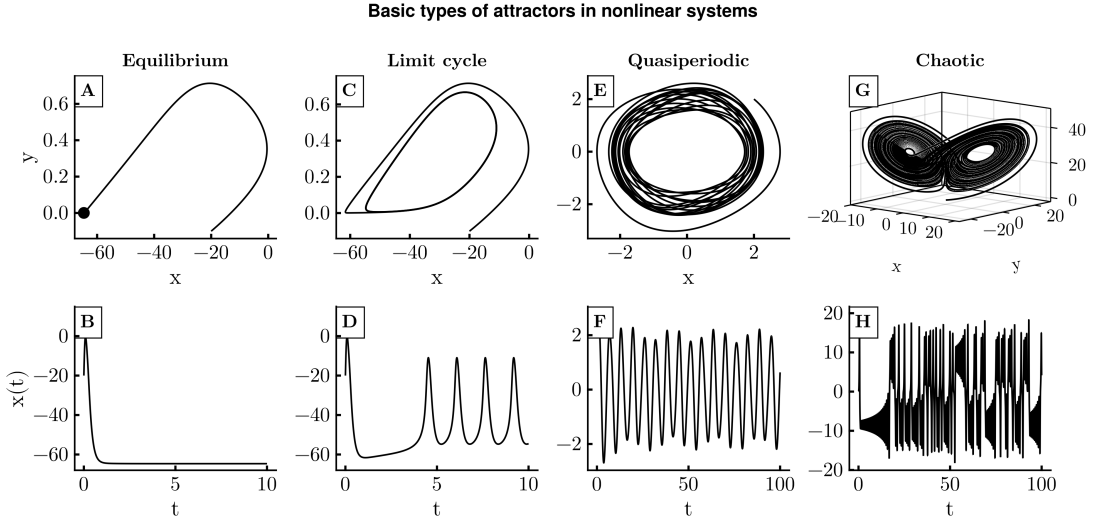 Basic types of attractors in nonlinear systems
Equilibrium
Limit cycle
Quasiperiodic
Chaotic
A
C
E
G
y
0.6
0.4
0.2
0.0
−60 −40 −20 0
x
0.6
0.4
0.2
0.0
−60 −40 −20 0
x
2
0
−2
−2 0 2
x
40
20
0
−20 −10 0 10 20
x
−20 0 20
y
B
D
F
H
x(t)
0
−20
−40
−60
0 5 10
t
0
−20
−40
−60
0 5 10
t
2
0
−2
0 50 100
t
20
10
0
−10
−20
0 50 100
t